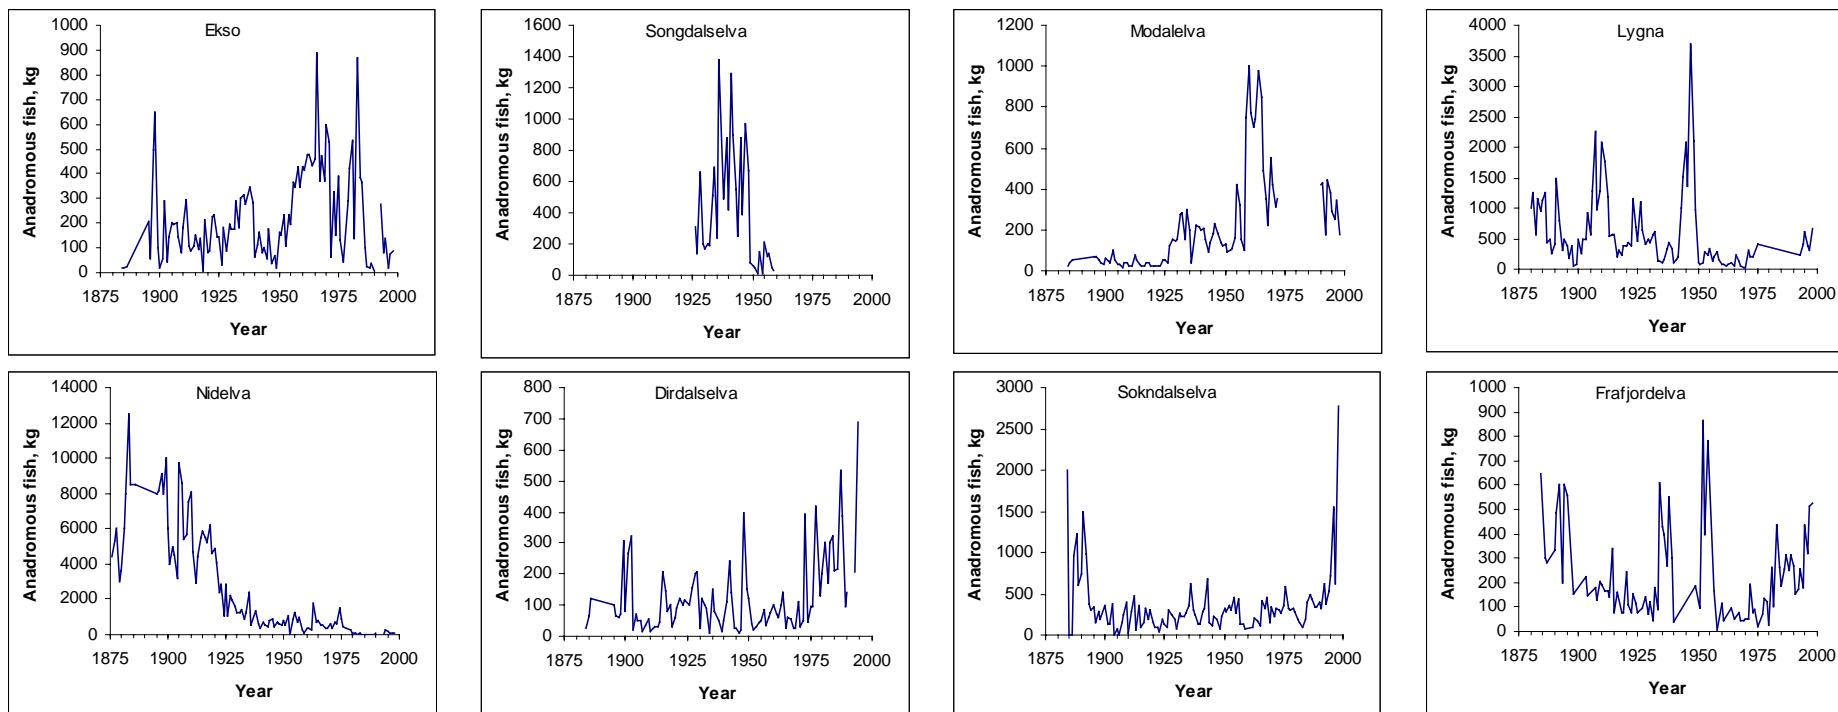 Ekso
Anadromous fish, kg
1000
900
800
700
600
500
400
300
200
100
0
1875 1900 1925 1950 1975 2000
Year
Songdalselva
Anadromous fish, kg
1600
1400
1200
1000
800
600
400
200
0
1875 1900 1925 1950 1975 2000
Year
Modalelva
Anadromous fish, kg
1200
1000
800
600
400
200
0
1875 1900 1925 1950 1975 2000
Year
Lygna
Anadromous fish, kg
4000
3500
3000
2500
2000
1500
1000
500
0
1875 1900 1925 1950 1975 2000
Year
Nidelva
Anadromous fish, kg
14000
12000
10000
8000
6000
4000
2000
0
1875 1900 1925 1950 1975 2000
Year
Dirdalselva
Anadromous fish, kg
800
700
600
500
400
300
200
100
0
1875 1900 1925 1950 1975 2000
Year
Sokndalselva
Anadromous fish, kg
3000
2500
2000
1500
1000
500
0
1875 1900 1925 1950 1975 2000
Year
Frafjordelva
Anadromous fish, kg
1000
900
800
700
600
500
400
300
200
100
0
1875 1900 1925 1950 1975 2000
Year